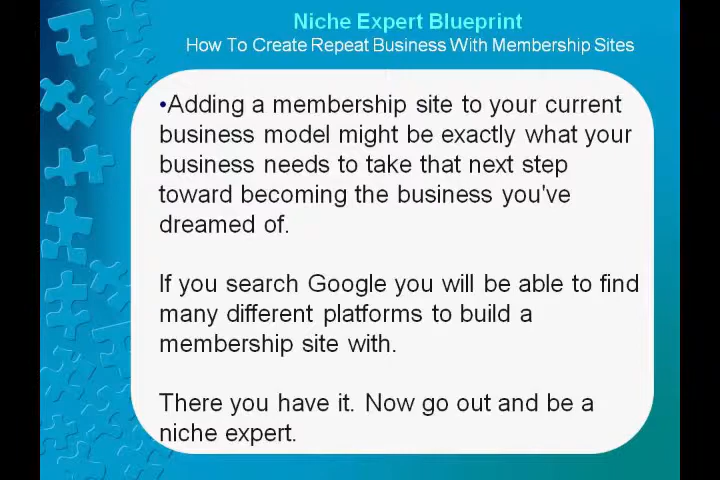 Niche Expert Blueprint
How To Create Repeat Business With Membership Sites
•Adding a membership site to your current
business model might be exactly what your
business needs to take that next step
toward becoming the business you've
dreamed of.
If you search Google you will be able to find
many different platforms to build a
membership site with.
There you have it. Now go out and be a
niche expert.